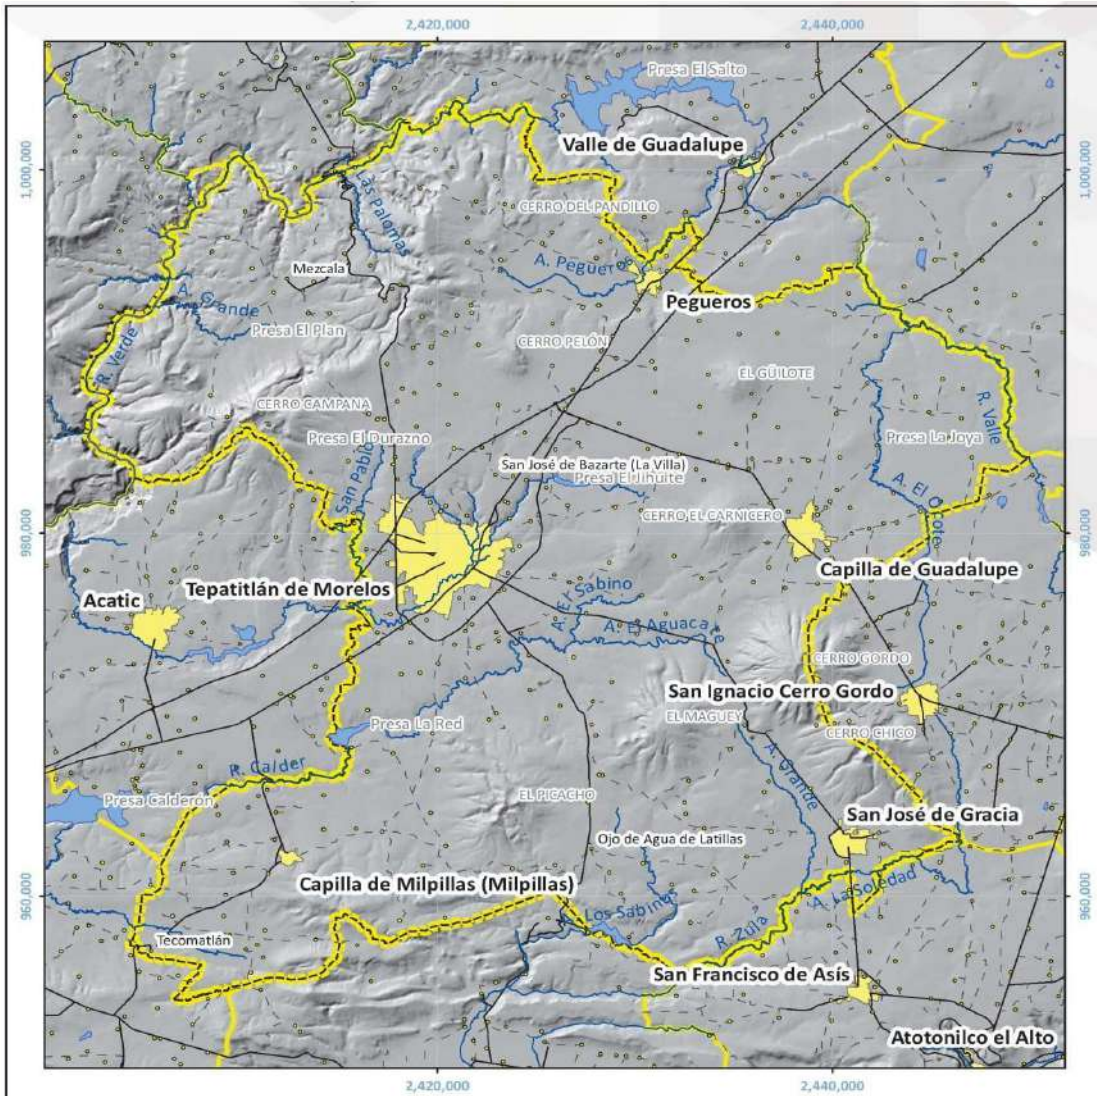 2,420,000
2,440,000
Presa El Salto
Valle de Guadalupe
1,000,000
1,000,000
Las Palomas
CERRO DEL PANDILLO
A. Pegueros
Mezcala
A. Grande
Pegueros
Presa El Plan
R. Verde
CERRO PELÓN
EL GÜILOTE
CERRO CAMPANA
R. Valle
Presa El Durazno
Presa La Joya
San José de Bazarte (La Villa)
San Pablo
Presa El Jihuite
A. El Ojote
CERRO EL CARNICERO
980,000
980,000
Capilla de Guadalupe
Tepatitlán de Morelos
A. El Sabino
Acatic
A. El Aguacate
CERRO GORDO
San Ignacio Cerro Gordo
EL MAGUEY
Presa La Red
CERRO CHICO
R. Calder
A. Grande
EL PICACHO
Presa Calderón
San José de Gracia
Ojo de Agua de Latillas
Capilla de Milpillas (Milpillas)
A. La Soledad
960,000
960,000
Los Sabino
R. Zula
Tecomatlán
San Francisco de Asís
Atotonilco el Alto
2,420,000
2,440,000